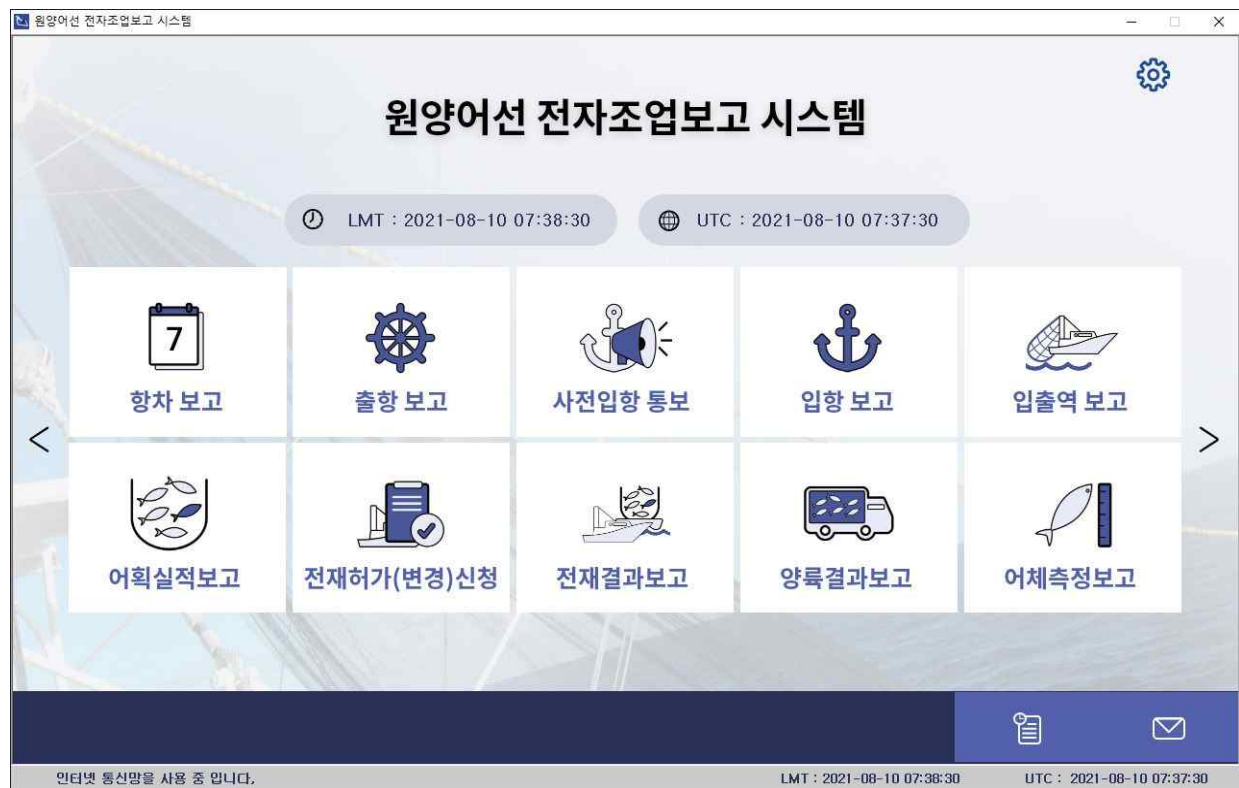 원양어선 전자조업보고 시스템
원양어선 전자조업보고 시스템
LMT : 2021-08-10 07:38:30
UTC : 2021-08-10 07:37:30
7
항차 보고
출항 보고
사전입항 통보
입항 보고
입출역 보고
<
>
어획실적보고
전재허가(변경)신청
전재결과보고
양륙결과보고
어체측정보고
인터넷 통신망을 사용 중 입니다.
LMT : 2021-08-10 07:38:30
UTC : 2021-08-10 07:37:30